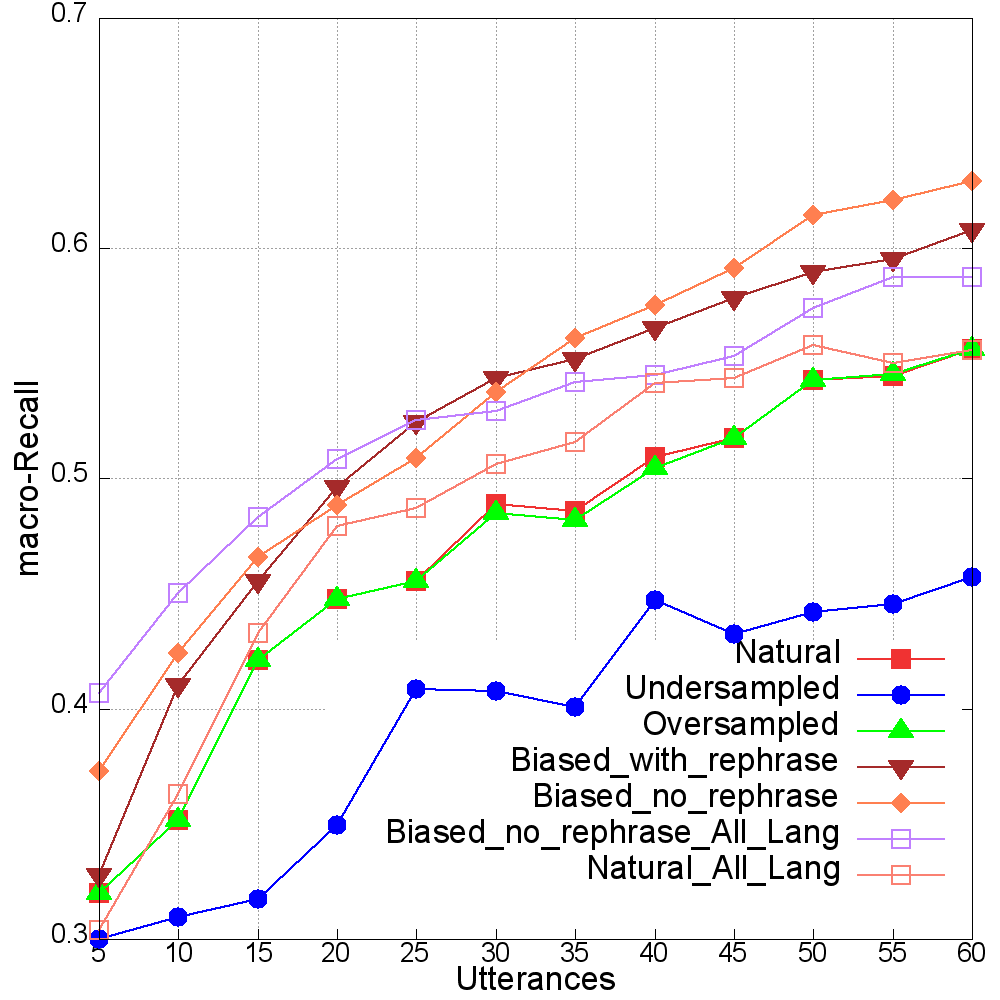 0.7
0.6
0.5
0.4
0.3
macro-Recall
5 10 15 20 25 30 35 40 45 50 55 60
Utterances
Natural
Undersampled
Oversampled
Biased_with_rephrase
Biased_no_rephrase
Biased_no_rephrase_All_Lang
Natural_All_Lang